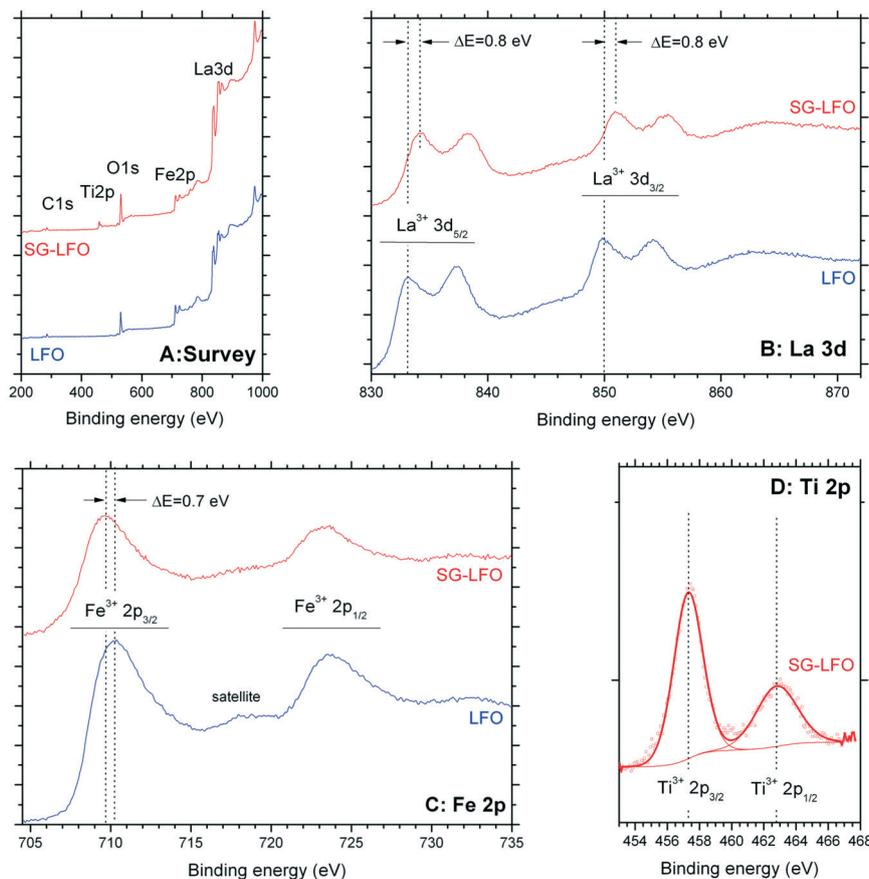 La3d
O1s
Fe2p
Ti2p
C1s
SG-LFO
LFO
A:Survey
200 400 600 800 1000
Binding energy (eV)
ΔE=0.8 eV
ΔE=0.8 eV
SG-LFO
La³⁺ 3d₃/₂
La³⁺ 3d₅/₂
LFO
B: La 3d
830 840 850 860 870
Binding energy (eV)
ΔE=0.7 eV
SG-LFO
Fe³⁺ 2p₃/₂
Fe³⁺ 2p₁/₂
satellite
LFO
C: Fe 2p
705 710 715 720 725 730 735
Binding energy (eV)
D: Ti 2p
SG-LFO
Ti³⁺ 2p₃/₂ Ti³⁺ 2p₁/₂
454 456 458 460 462 464 466 468
Binding energy (eV)